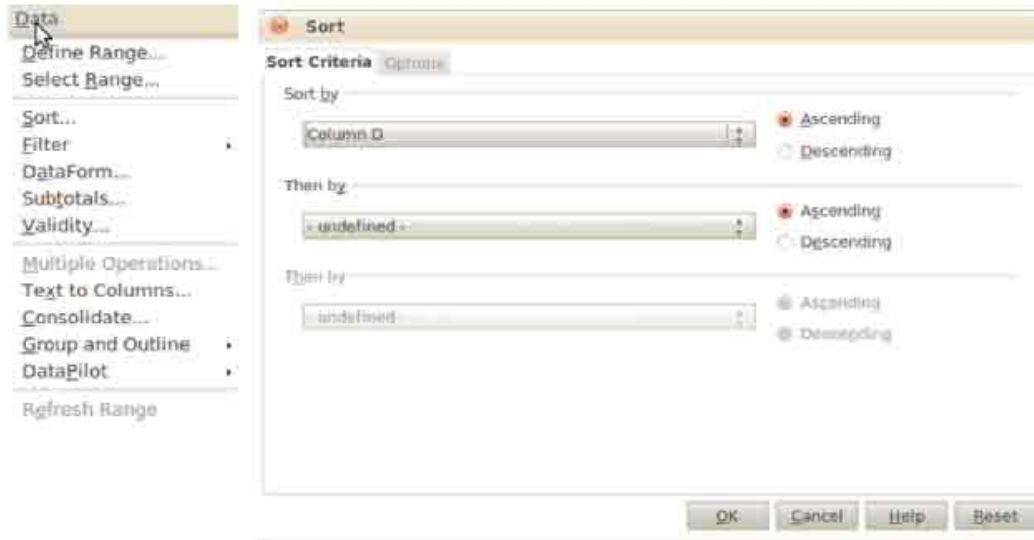 Data
Define Range...
Select Range...
Sort...
Filter
DataForm...
Subtotals...
Validity...
Multiple Operations...
Text to Columns...
Consolidate...
Group and Outline
DataPilot
Refresh Range
Sort
Sort Criteria Options
Sort by
Column D
Ascending
Descending
Then by
- undefined -
Ascending
Descending
Then by
- undefined -
Ascending
Descending
OK Cancel Help Reset